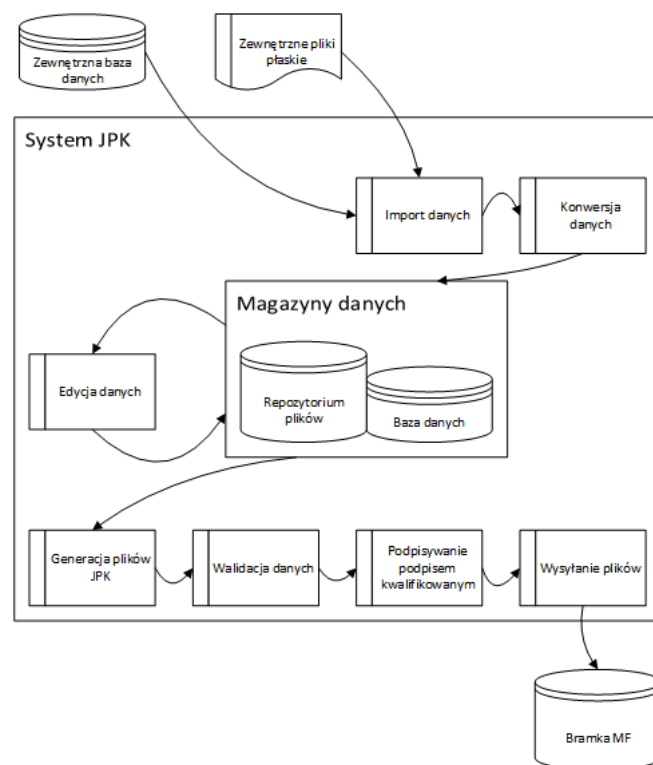 Zewnętrzna baza
danych
Zewnętrzne pliki
płaskie
System JPK
Import danych
Konwersja
danych
Magazyny danych
Repozytorium
plików
Baza danych
Edycja danych
Generacja plików
JPK
Walidacja danych
Podpisywanie
podpisem
kwalifikowanym
Wysyłanie plików
Bramka MF